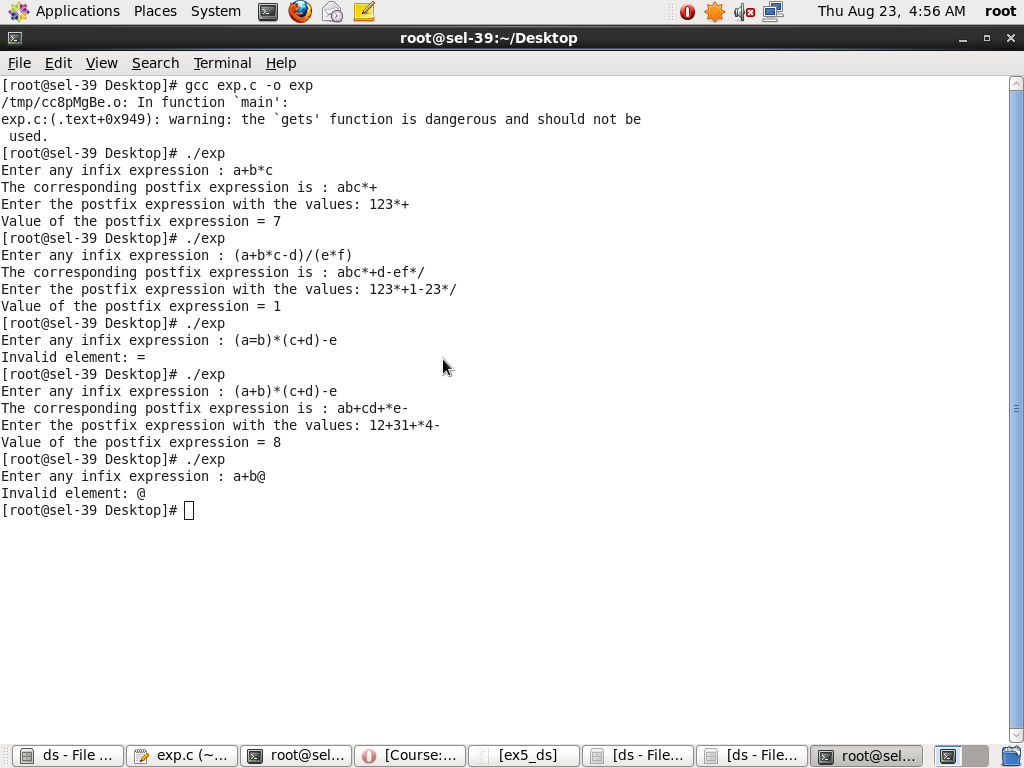 Applications Places System Thu Aug 23, 4:56 AM root
root@sel-39:~/Desktop
File Edit View Search Terminal Help
[root@sel-39 Desktop]# gcc exp.c -o exp
/tmp/cc8pMgBe.o: In function `main':
exp.c:(.text+0x949): warning: the `gets' function is dangerous and should not be
 used.
[root@sel-39 Desktop]# ./exp
Enter any infix expression : a+b*c
The corresponding postfix expression is : abc*+
Enter the postfix expression with the values: 123*+
Value of the postfix expression = 7
[root@sel-39 Desktop]# ./exp
Enter any infix expression : (a+b*c-d)/(e*f)
The corresponding postfix expression is : abc*+d-ef*/
Enter the postfix expression with the values: 123*+1-23*/
Value of the postfix expression = 1
[root@sel-39 Desktop]# ./exp
Enter any infix expression : (a=b)*(c+d)-e
Invalid element: =
[root@sel-39 Desktop]# ./exp
Enter any infix expression : (a+b)*(c+d)-e
The corresponding postfix expression is : ab+cd+*e-
Enter the postfix expression with the values: 12+31+*4-
Value of the postfix expression = 8
[root@sel-39 Desktop]# ./exp
Enter any infix expression : a+b@
Invalid element: @
[root@sel-39 Desktop]#
ds - File ... exp.c (~... root@sel... [Course:... [ex5_ds] [ds - File... [ds - File... root@sel...